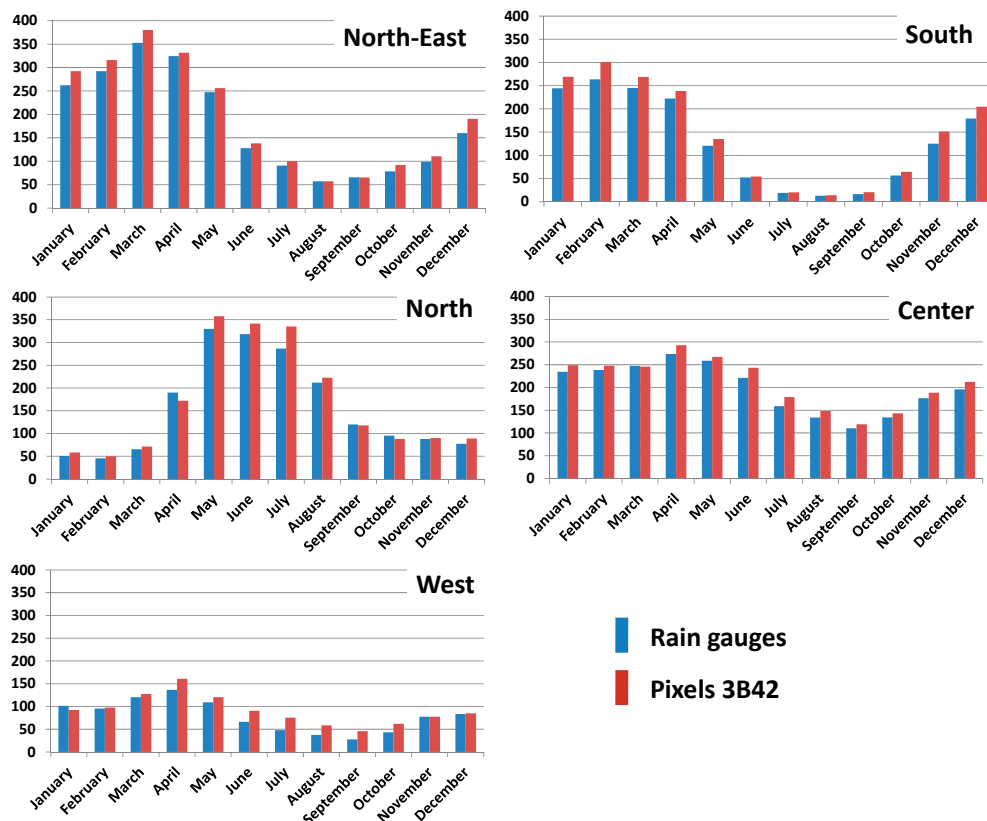 North-East
400
350
300
250
200
150
100
50
0
January
February
March
April
May
June
July
August
September
October
November
December
South
400
350
300
250
200
150
100
50
0
January
February
March
April
May
June
July
August
September
October
November
December
North
400
350
300
250
200
150
100
50
0
January
February
March
April
May
June
July
August
September
October
November
December
Center
400
350
300
250
200
150
100
50
0
January
February
March
April
May
June
July
August
September
October
November
December
West
400
350
300
250
200
150
100
50
0
January
February
March
April
May
June
July
August
September
October
November
December
Rain gauges
Pixels 3B42